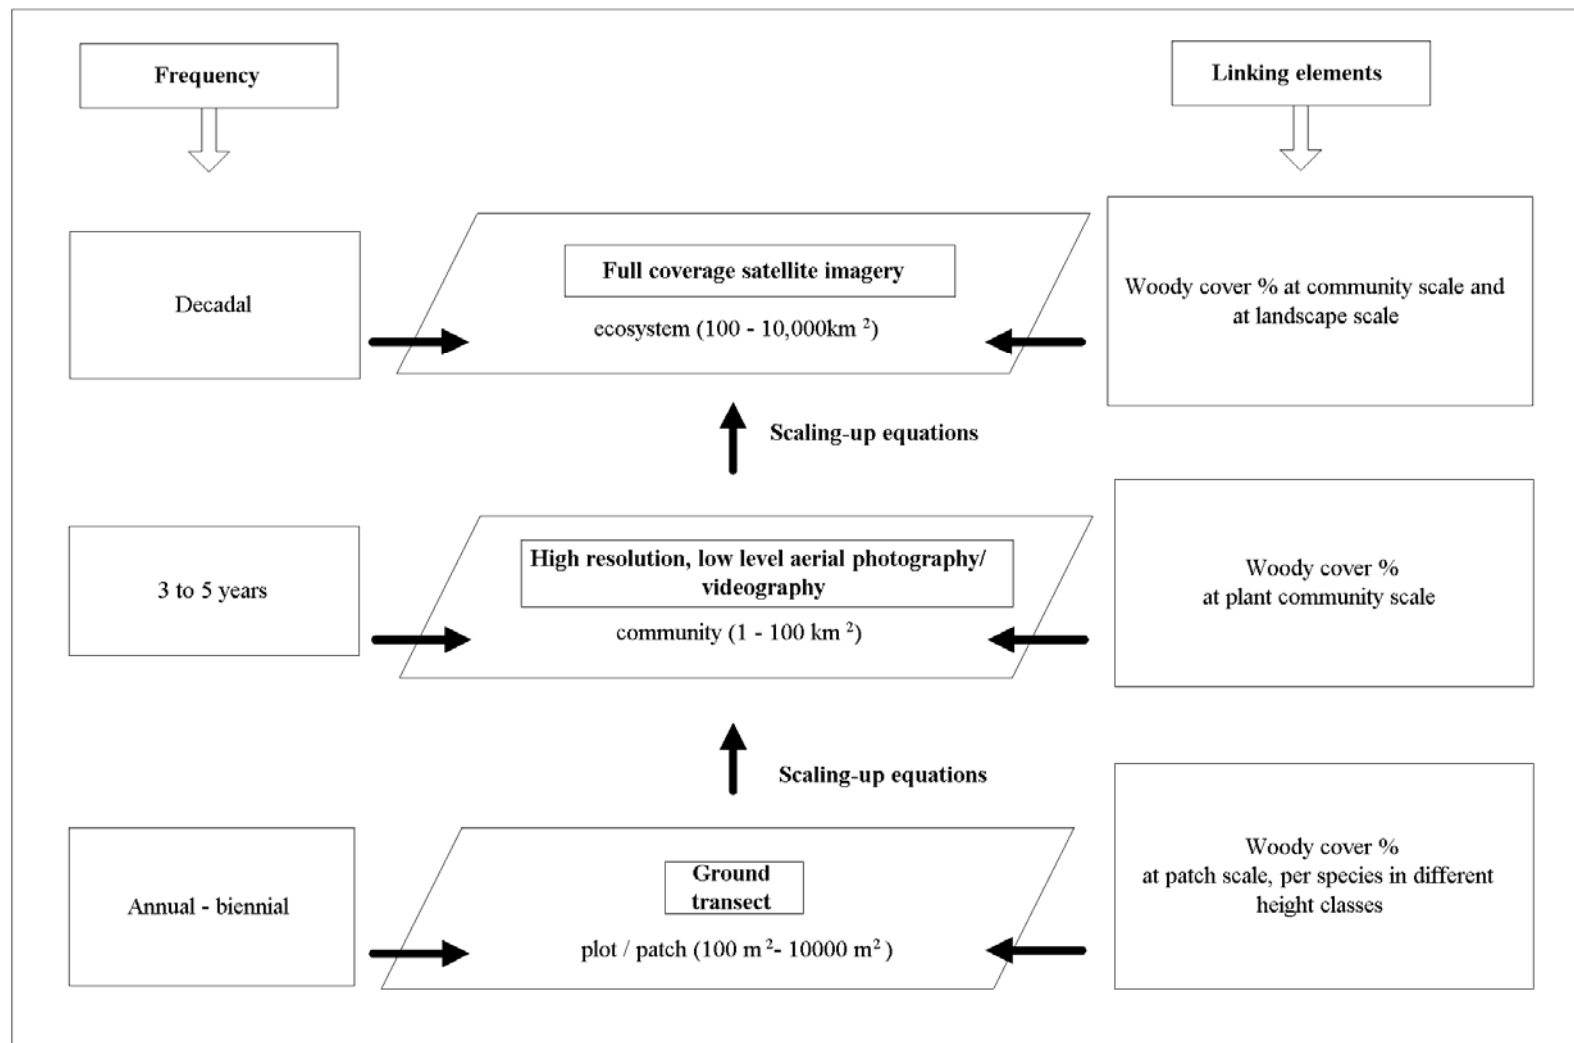 Frequency
Linking elements
Decadal
Full coverage satellite imagery
ecosystem (100 - 10,000km ²)
Woody cover % at community scale and
at landscape scale
Scaling-up equations
3 to 5 years
High resolution, low level aerial photography/
videography
community (1 - 100 km ²)
Woody cover %
at plant community scale
Scaling-up equations
Annual - biennial
Ground
transect
plot / patch (100 m ²- 10000 m ²)
Woody cover %
at patch scale, per species in different
height classes